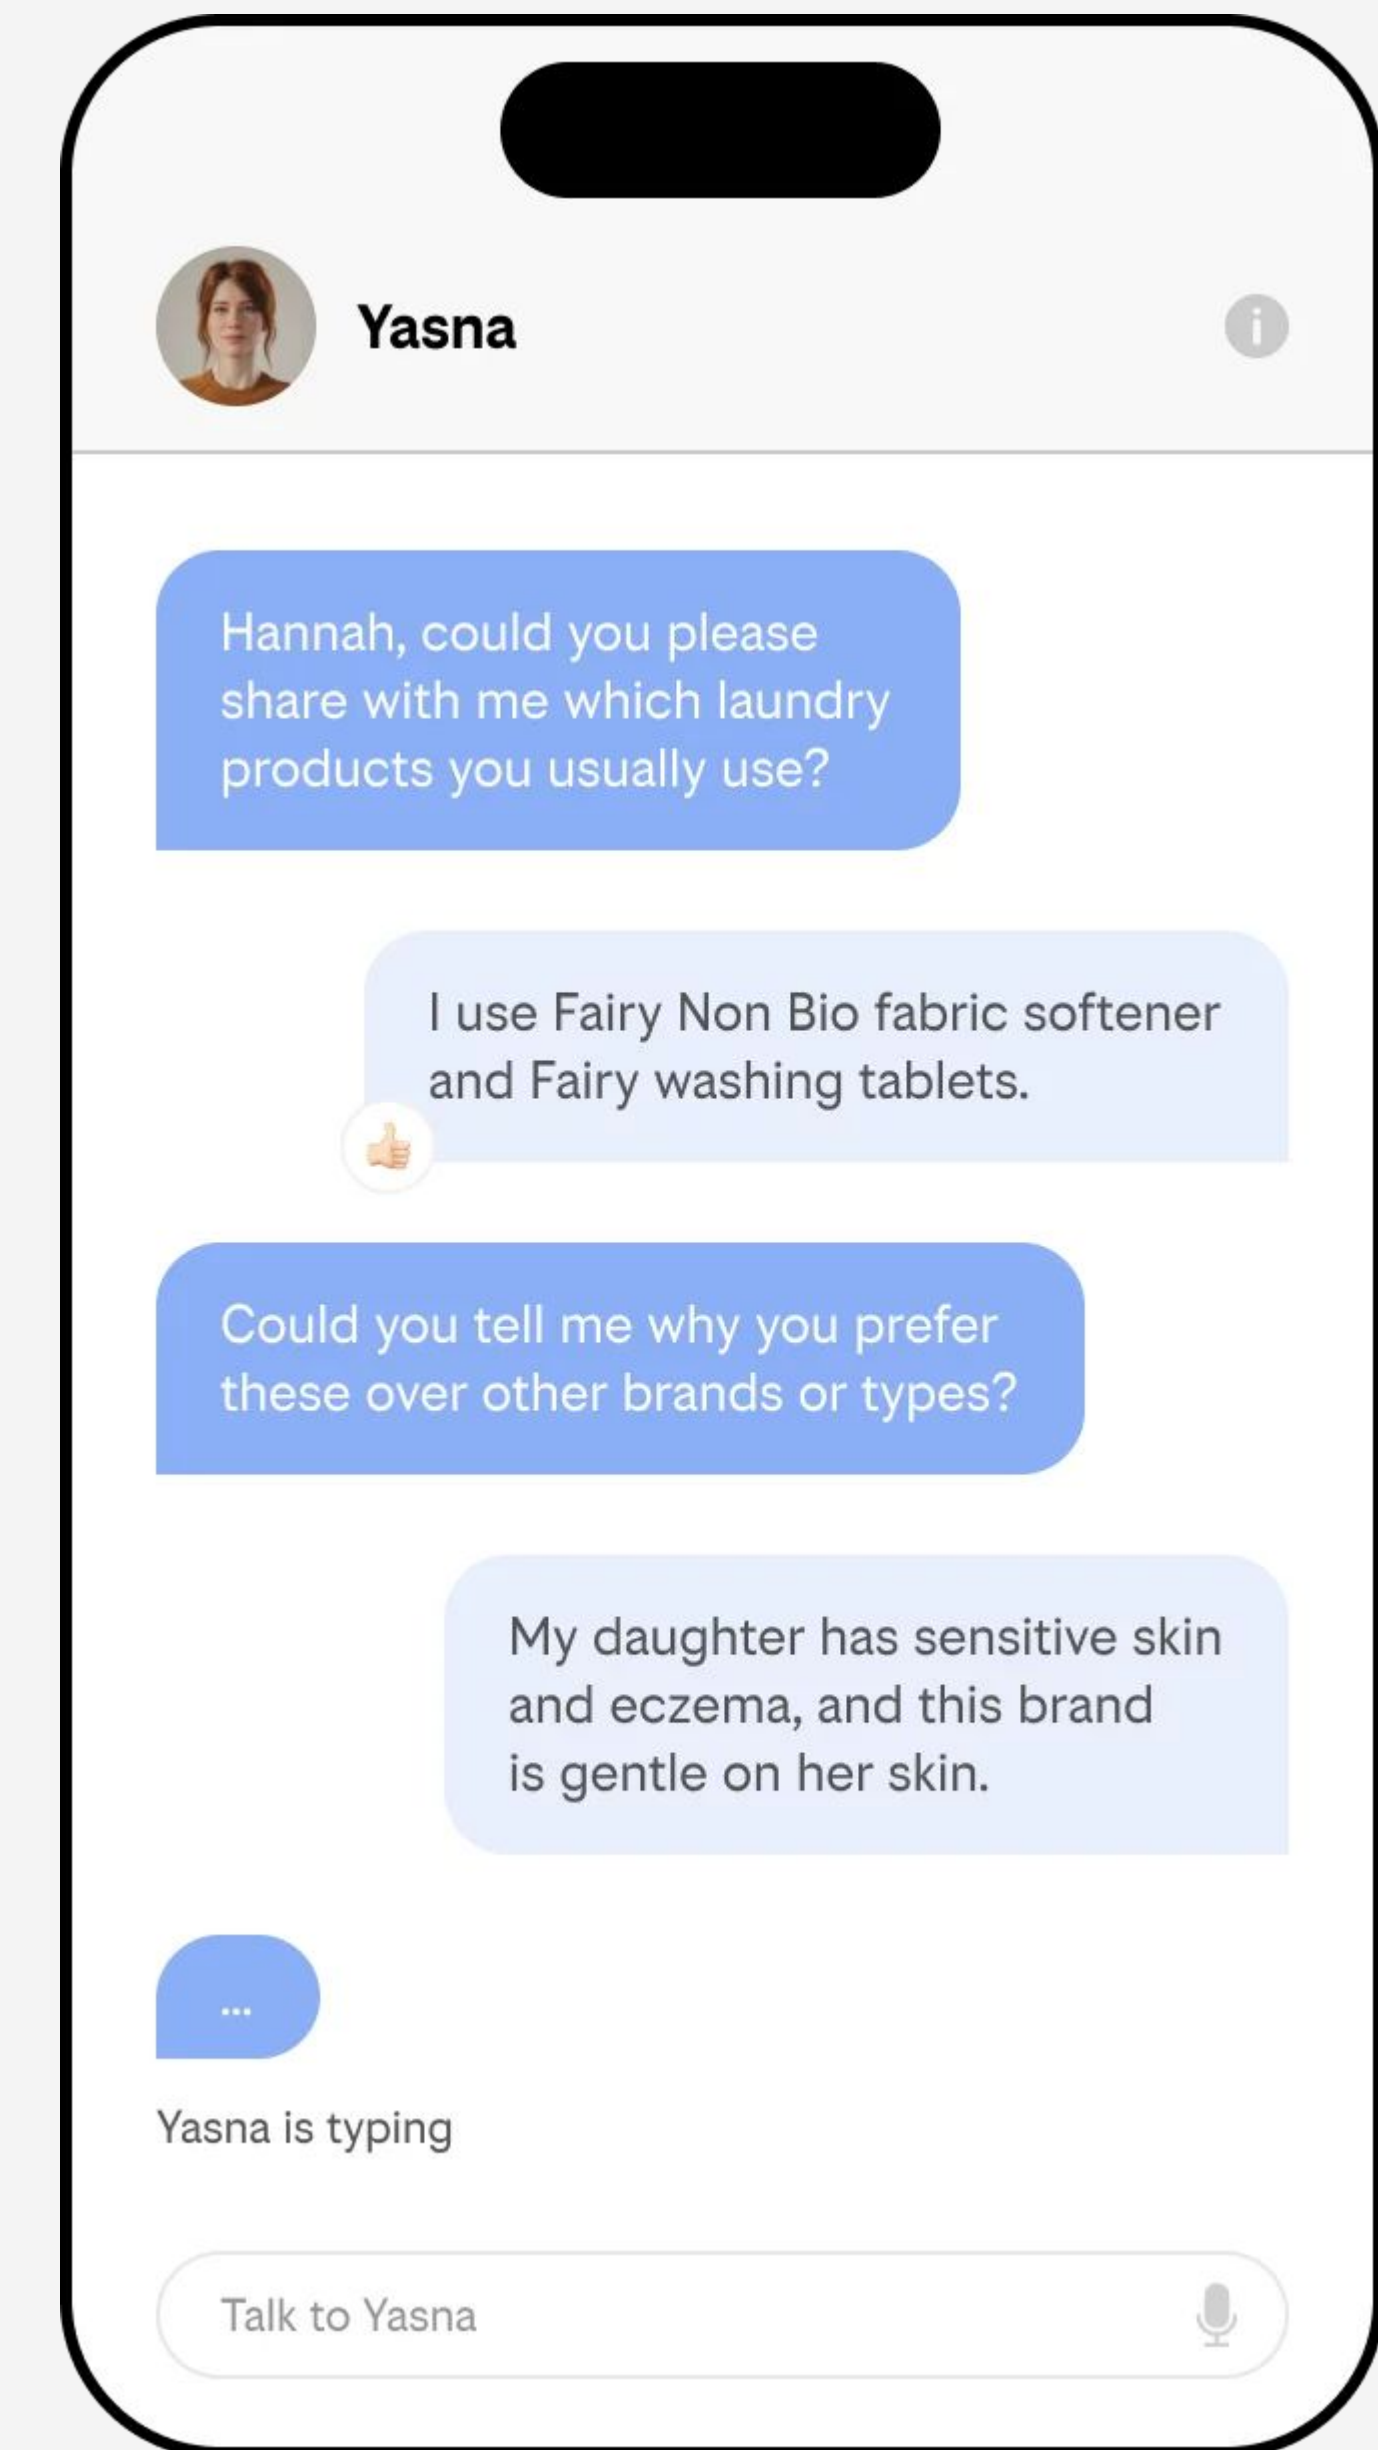 Yasna
Hannah, could you please
share with me which laundry
products you usually use?
I use Fairy Non Bio fabric softener
and Fairy washing tablets.
Could you tell me why you prefer
these over other brands or types?
My daughter has sensitive skin
and eczema, and this brand
is gentle on her skin.
...
Yasna is typing
Talk to Yasna